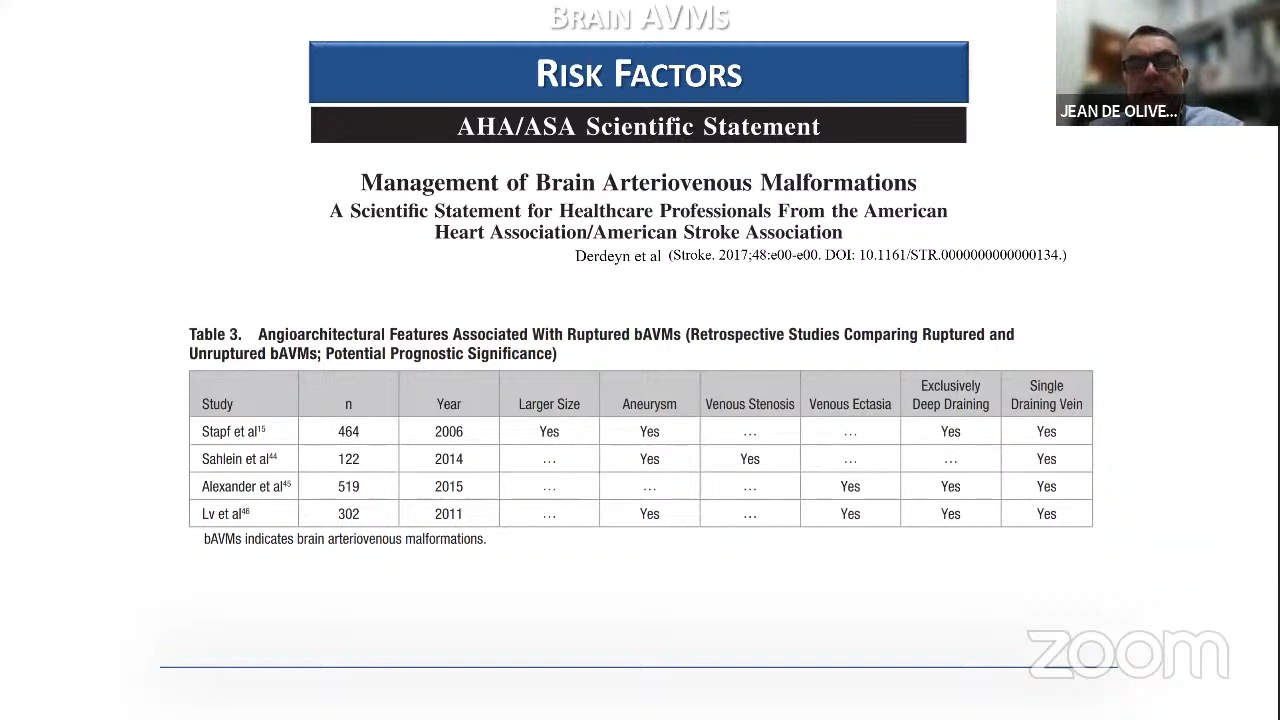 BRAIN AVMS
RISK FACTORS
JEAN DE OLIVE...
AHA/ASA Scientific Statement
Management of Brain Arteriovenous Malformations
A Scientific Statement for Healthcare Professionals From the American
Heart Association/American Stroke Association
Derdeyn et al (Stroke. 2017;48:e00-e00. DOI: 10.1161/STR.0000000000000134.)
Table 3. Angioarchitectural Features Associated With Ruptured bAVMs (Retrospective Studies Comparing Ruptured and
Unruptured bAVMs; Potential Prognostic Significance)
Study n Year Larger Size Aneurysm Venous Stenosis Venous Ectasia Exclusively Deep Draining Single Draining Vein
Stapf et al15 464 2006 Yes Yes ... ... Yes Yes
Sahlein et al44 122 2014 ... Yes Yes ... ... Yes
Alexander et al45 519 2015 ... ... ... Yes Yes Yes
Lv et al46 302 2011 ... Yes ... Yes Yes Yes
bAVMs indicates brain arteriovenous malformations.
zoom